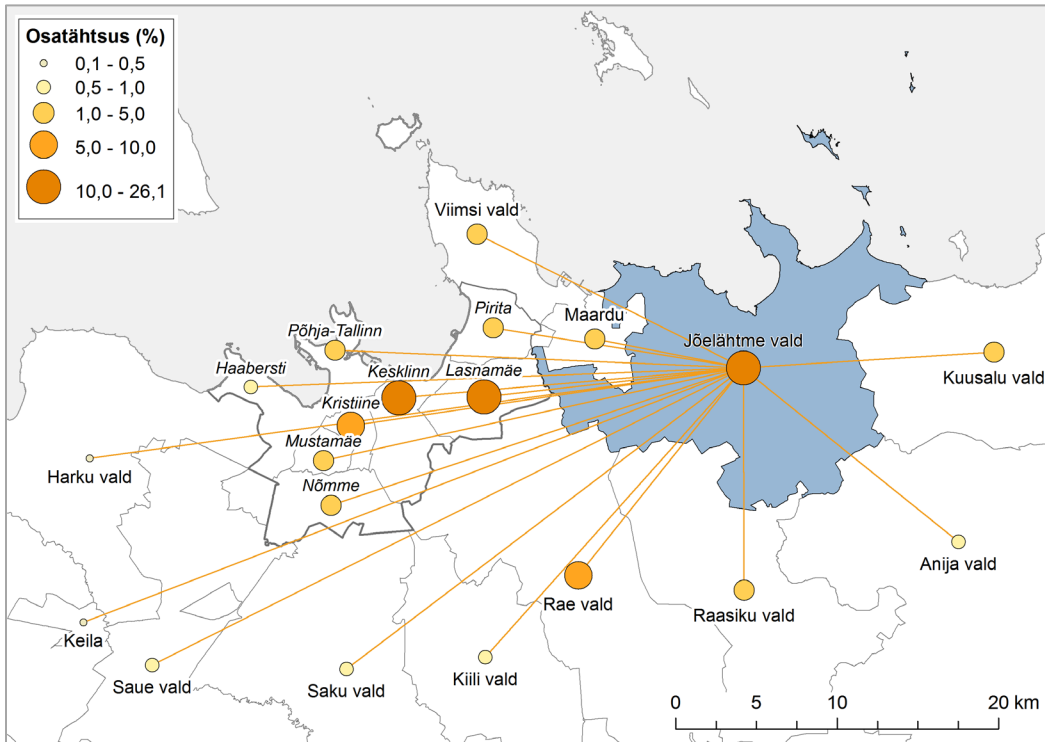 Osatähtsus (%)
0,1 - 0,5
0,5 - 1,0
1,0 - 5,0
5,0 - 10,0
10,0 - 26,1
Viimsi vald
Pirita
Maardu
Põhja-Tallinn
Jõelähtme vald
Haabersti
Kesklinn
Lasnamäe
Kuusalu vald
Kristiine
Mustamäe
Harku vald
Nõmme
Anija vald
Rae vald
Raasiku vald
Keila
Saue vald
Saku vald
Kiili vald
0 5 10 20 km